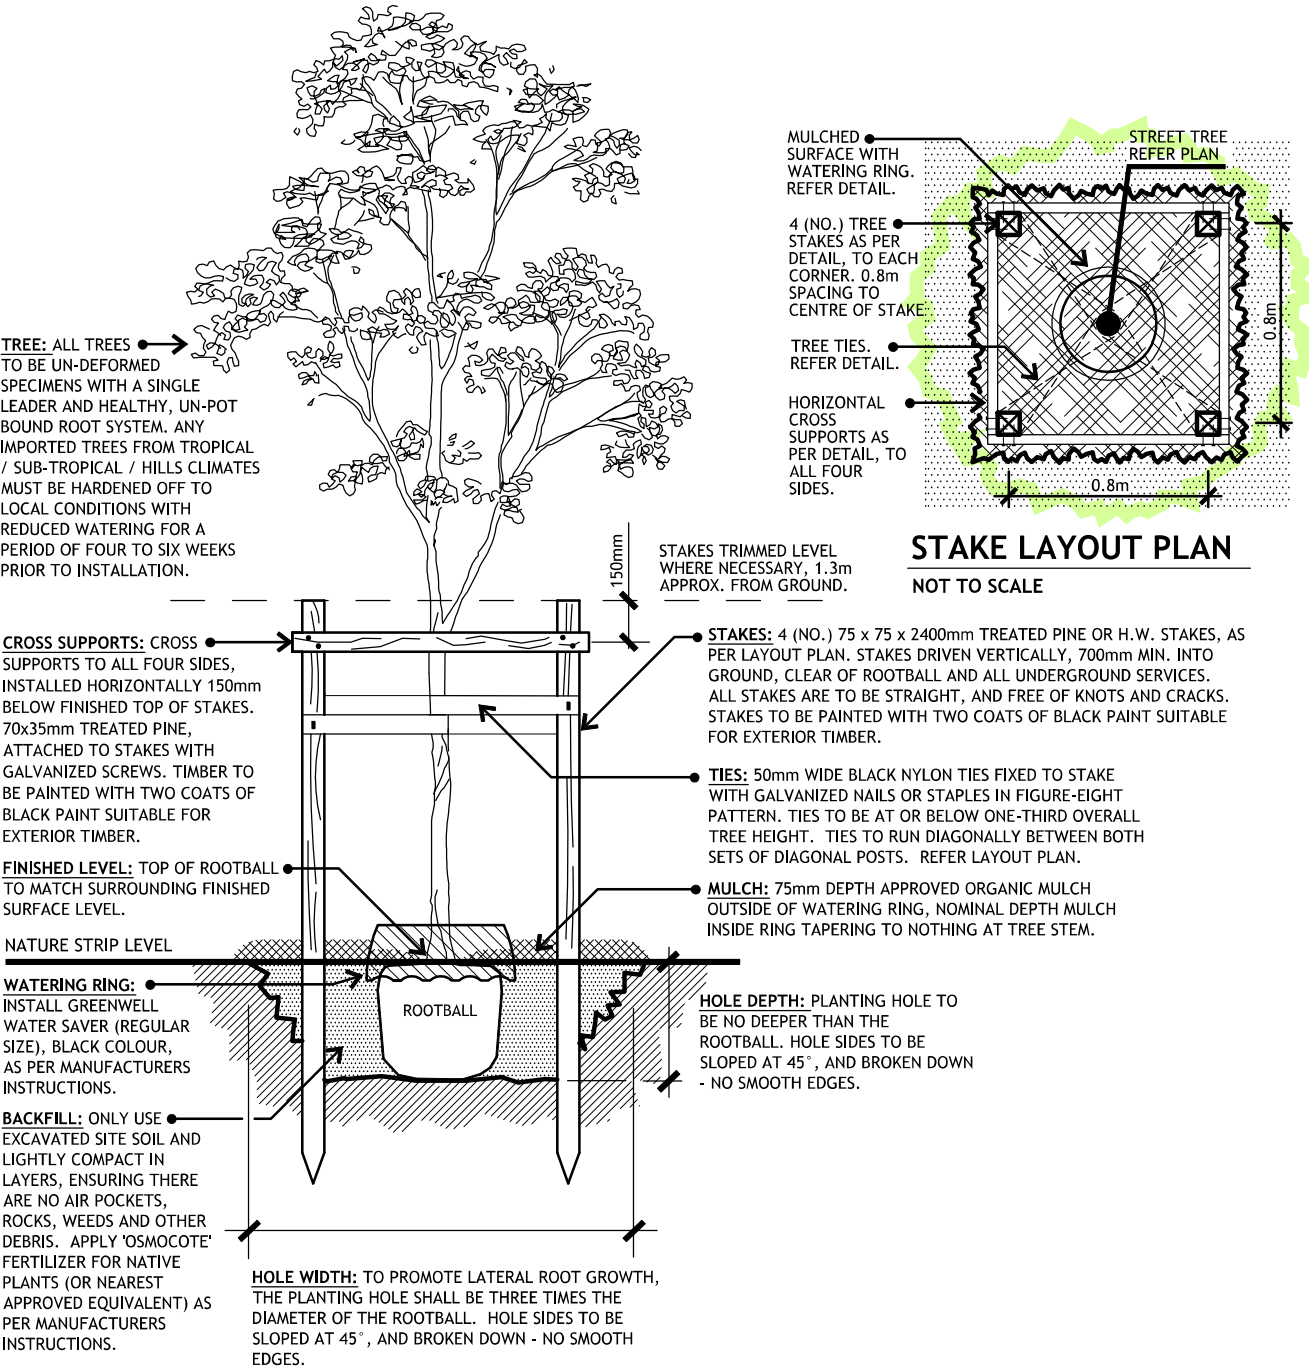 TREE: ALL TREES
TO BE UN-DEFORMED
SPECIMENS WITH A SINGLE
LEADER AND HEALTHY, UN-POT
BOUND ROOT SYSTEM. ANY
IMPORTED TREES FROM TROPICAL
/ SUB-TROPICAL / HILLS CLIMATES
MUST BE HARDENED OFF TO
LOCAL CONDITIONS WITH
REDUCED WATERING FOR A
PERIOD OF FOUR TO SIX WEEKS
PRIOR TO INSTALLATION.
CROSS SUPPORTS: CROSS
SUPPORTS TO ALL FOUR SIDES,
INSTALLED HORIZONTALLY 150mm
BELOW FINISHED TOP OF STAKES.
70x35mm TREATED PINE,
ATTACHED TO STAKES WITH
GALVANIZED SCREWS. TIMBER TO
BE PAINTED WITH TWO COATS OF
BLACK PAINT SUITABLE FOR
EXTERIOR TIMBER.
FINISHED LEVEL: TOP OF ROOTBALL
TO MATCH SURROUNDING FINISHED
SURFACE LEVEL.
NATURE STRIP LEVEL
WATERING RING:
INSTALL GREENWELL
WATER SAVER (REGULAR
SIZE), BLACK COLOUR,
AS PER MANUFACTURERS
INSTRUCTIONS.
BACKFILL: ONLY USE
EXCAVATED SITE SOIL AND
LIGHTLY COMPACT IN
LAYERS, ENSURING THERE
ARE NO AIR POCKETS,
ROCKS, WEEDS AND OTHER
DEBRIS. APPLY 'OSMOCOTE'
FERTILIZER FOR NATIVE
PLANTS (OR NEAREST
APPROVED EQUIVALENT) AS
PER MANUFACTURERS
INSTRUCTIONS.
ROOTBALL
HOLE WIDTH: TO PROMOTE LATERAL ROOT GROWTH,
THE PLANTING HOLE SHALL BE THREE TIMES THE
DIAMETER OF THE ROOTBALL. HOLE SIDES TO BE
SLOPED AT 45°, AND BROKEN DOWN - NO SMOOTH
EDGES.
150mm
STAKES TRIMMED LEVEL
WHERE NECESSARY, 1.3m
APPROX. FROM GROUND.
STAKES: 4 (NO.) 75 x 75 x 2400mm TREATED PINE OR H.W. STAKES, AS
PER LAYOUT PLAN. STAKES DRIVEN VERTICALLY, 700mm MIN. INTO
GROUND, CLEAR OF ROOTBALL AND ALL UNDERGROUND SERVICES.
ALL STAKES ARE TO BE STRAIGHT, AND FREE OF KNOTS AND CRACKS.
STAKES TO BE PAINTED WITH TWO COATS OF BLACK PAINT SUITABLE
FOR EXTERIOR TIMBER.
TIES: 50mm WIDE BLACK NYLON TIES FIXED TO STAKE
WITH GALVANIZED NAILS OR STAPLES IN FIGURE-EIGHT
PATTERN. TIES TO BE AT OR BELOW ONE-THIRD OVERALL
TREE HEIGHT. TIES TO RUN DIAGONALLY BETWEEN BOTH
SETS OF DIAGONAL POSTS. REFER LAYOUT PLAN.
MULCH: 75mm DEPTH APPROVED ORGANIC MULCH
OUTSIDE OF WATERING RING, NOMINAL DEPTH MULCH
INSIDE RING TAPERING TO NOTHING AT TREE STEM.
HOLE DEPTH: PLANTING HOLE TO
BE NO DEEPER THAN THE
ROOTBALL. HOLE SIDES TO BE
SLOPED AT 45°, AND BROKEN DOWN
- NO SMOOTH EDGES.
MULCHED
SURFACE WITH
WATERING RING.
REFER DETAIL.
4 (NO.) TREE
STAKES AS PER
DETAIL, TO EACH
CORNER. 0.8m
SPACING TO
CENTRE OF STAKE
TREE TIES.
REFER DETAIL.
HORIZONTAL
CROSS
SUPPORTS AS
PER DETAIL, TO
ALL FOUR
SIDES.
STREET TREE
REFER PLAN
0.8m
0.8m
STAKE LAYOUT PLAN
NOT TO SCALE